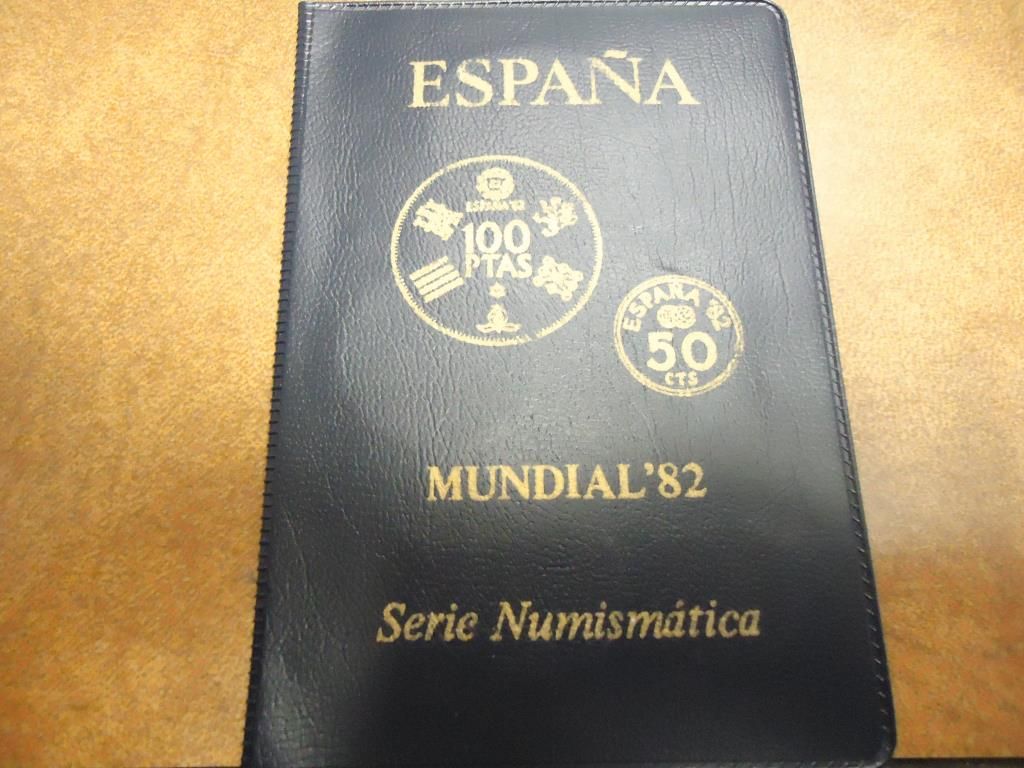 ESPAÑA
ESPAÑA'82
100
PTAS
ESPAÑA '82
50
CTS
MUNDIAL'82
Serie Numismática